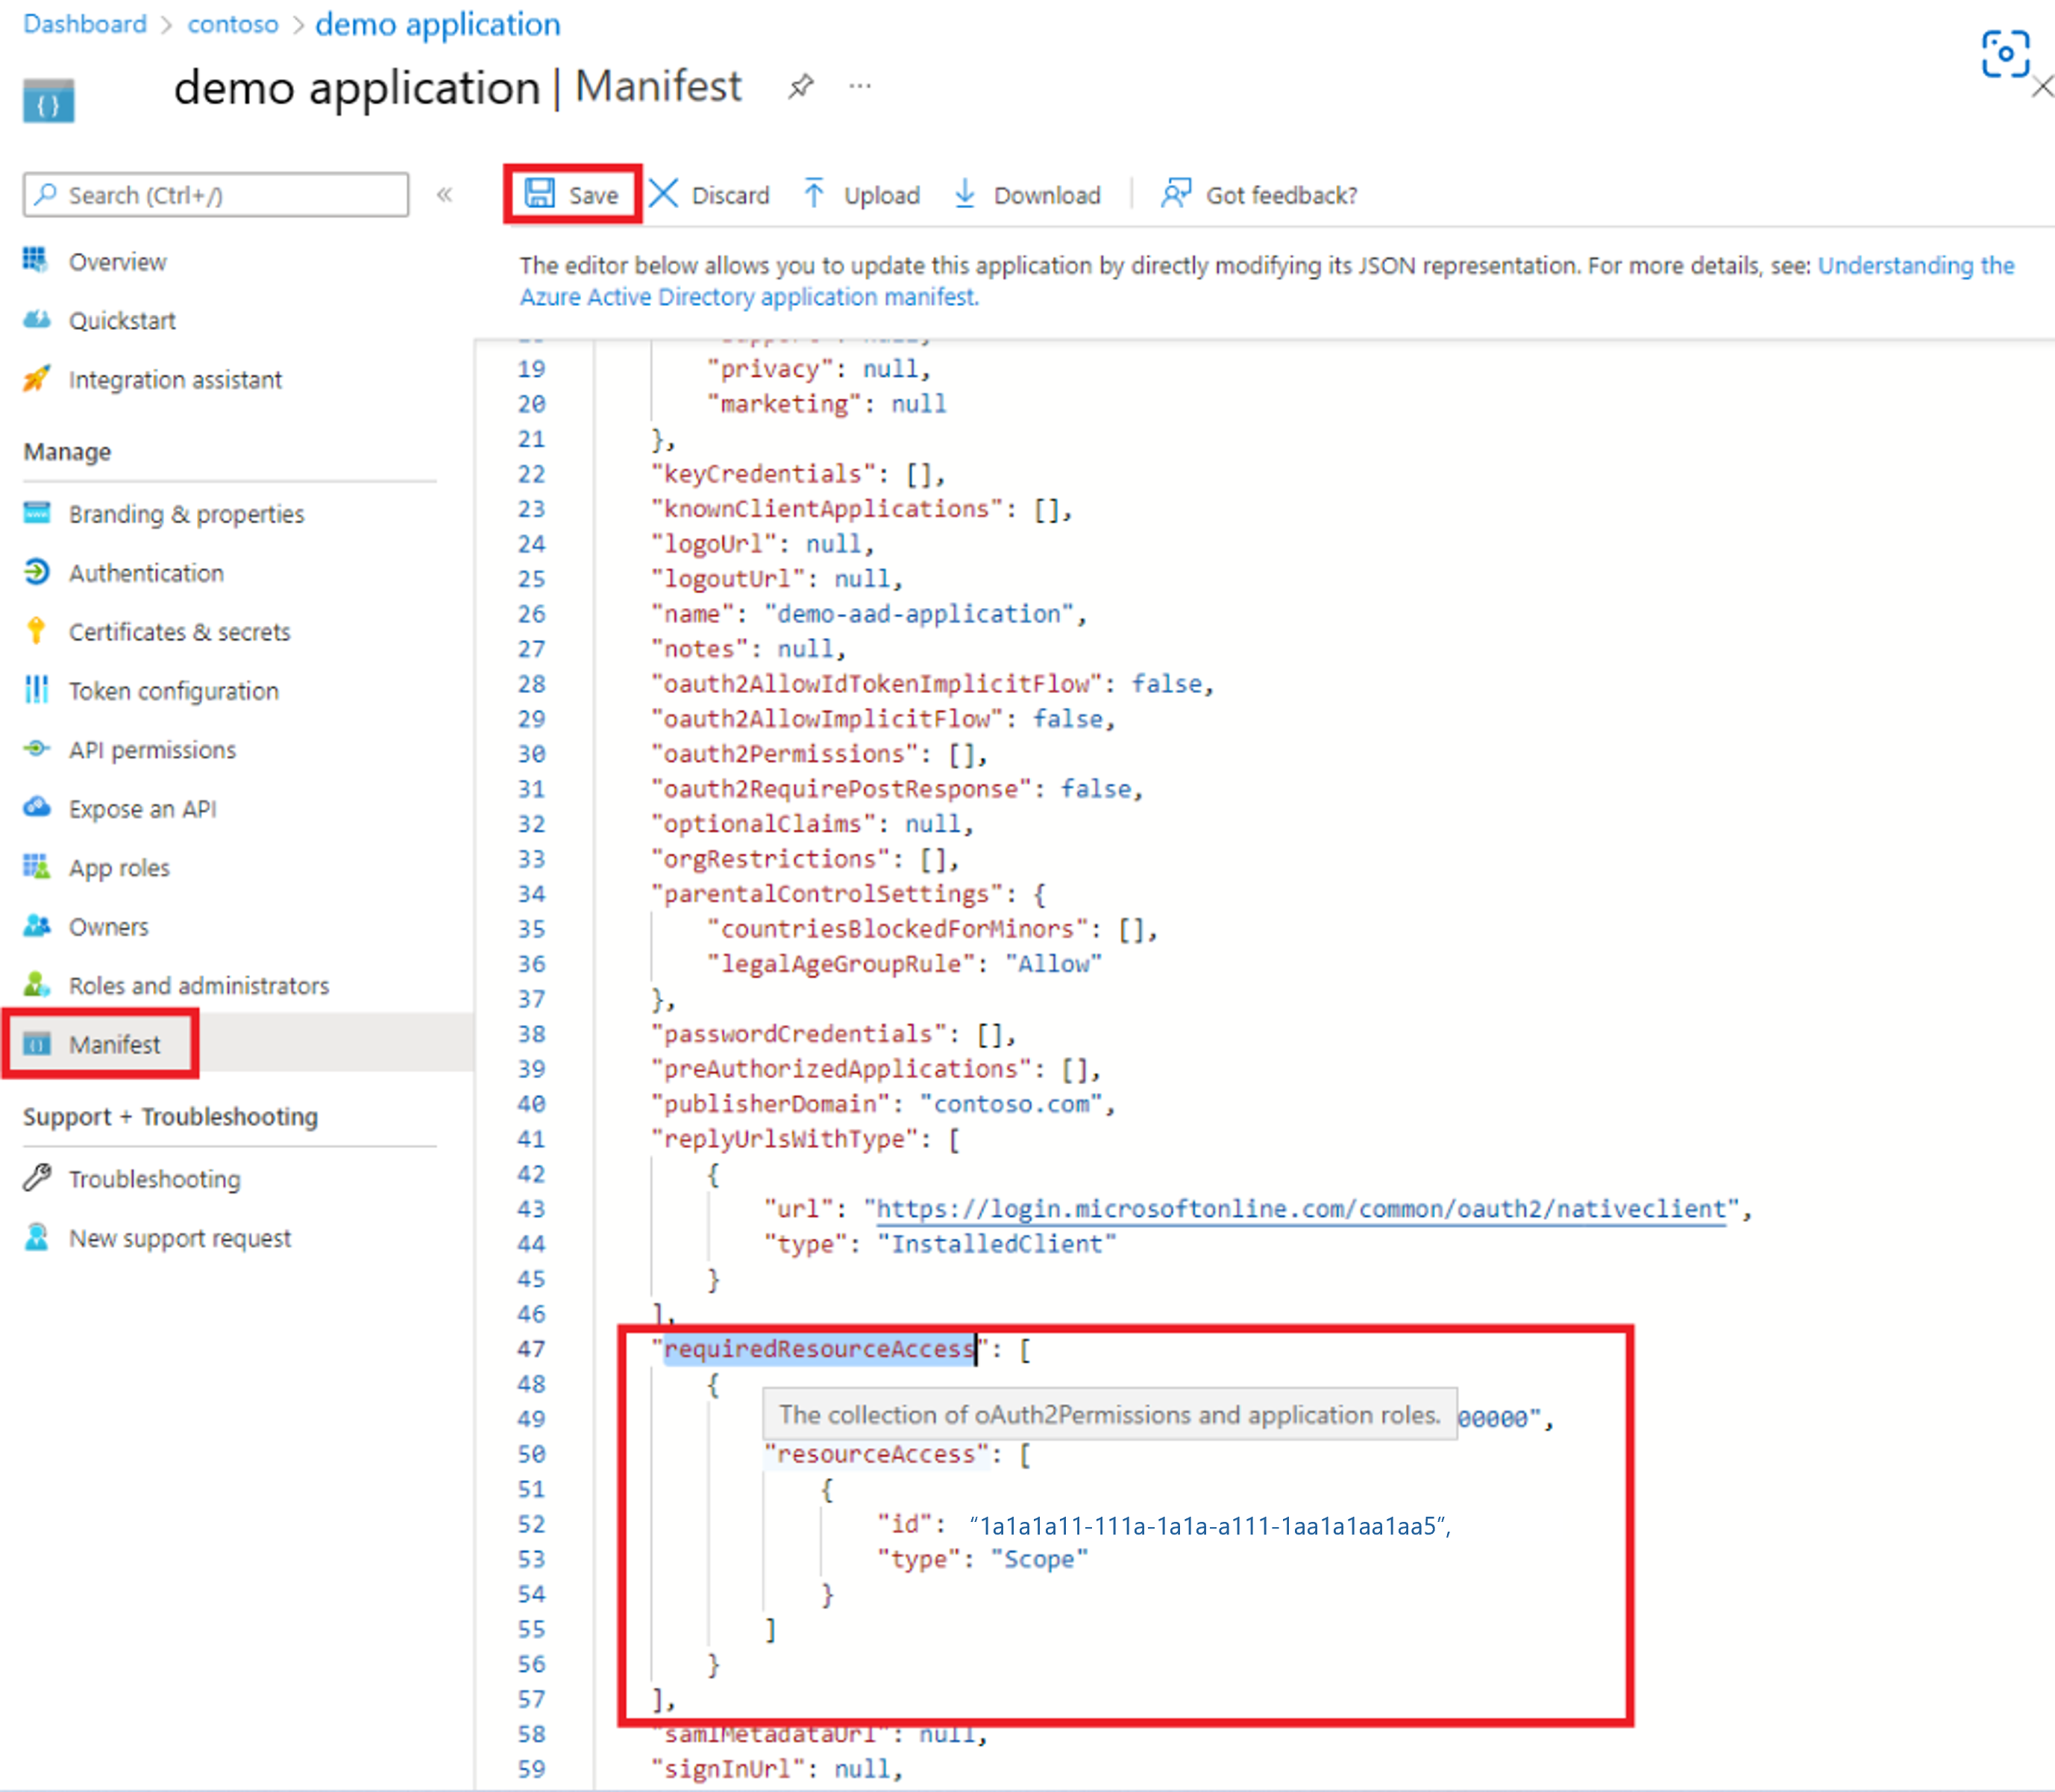 Dashboard > contoso > demo application
demo application | Manifest
Search (Ctrl+/)
Overview
Quickstart
Integration assistant
Manage
Branding & properties
Authentication
Certificates & secrets
Token configuration
API permissions
Expose an API
App roles
Owners
Roles and administrators
Manifest
Support + Troubleshooting
Troubleshooting
New support request
Save
Discard
Upload
Download
Got feedback?
The editor below allows you to update this application by directly modifying its JSON representation. For more details, see: Understanding the
Azure Active Directory application manifest.
19 "privacy": null,
20 "marketing": null
21 },
22 "keyCredentials": [],
23 "knownClientApplications": [],
24 "logoUrl": null,
25 "logoutUrl": null,
26 "name": "demo-aad-application",
27 "notes": null,
28 "oauth2AllowIdTokenImplicitFlow": false,
29 "oauth2AllowImplicitFlow": false,
30 "oauth2Permissions": [],
31 "oauth2RequirePostResponse": false,
32 "optionalClaims": null,
33 "orgRestrictions": [],
34 "parentalControlSettings": {
35 "countriesBlockedForMinors": [],
36 "legalAgeGroupRule": "Allow"
37 },
38 "passwordCredentials": [],
39 "preAuthorizedApplications": [],
40 "publisherDomain": "contoso.com",
41 "replyUrlsWithType": [
42 {
43 "url": "https://login.microsoftonline.com/common/oauth2/nativeclient",
44 "type": "InstalledClient"
45 }
46 ],
47 "requiredResourceAccess": [
48 {
The collection of oAuth2Permissions and application roles.
49 00000",
50 "resourceAccess": [
51 {
52 "id": “1a1a1a11-111a-1a1a-a111-1aa1a1aa1aa5”,
53 "type": "Scope"
54 }
55 ]
56 }
57 ],
58 "samlMetadataUrl": null,
59 "signInUrl": null,